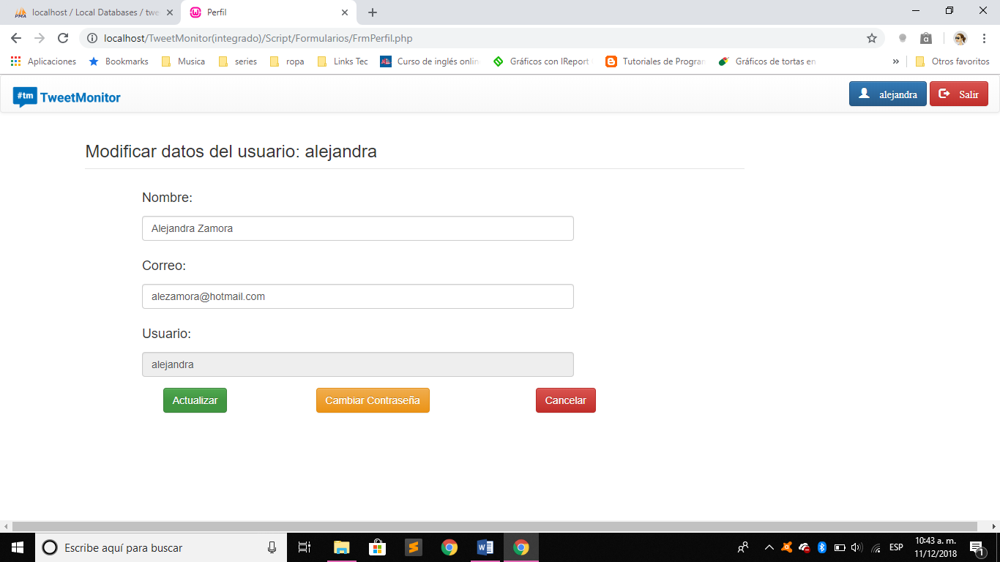 PMA localhost / Local Databases / twe
Perfil
localhost/TweetMonitor(integrado)/Script/Formularios/FrmPerfil.php
a
Aplicaciones Bookmarks Musica series ropa Links Tec Curso de inglés onlin Gráficos con IReport Tutoriales de Program Gráficos de tortas en » Otros favoritos
#tm TweetMonitor
alejandra Salir
Modificar datos del usuario: alejandra
Nombre:
Alejandra Zamora
Correo:
alezamora@hotmail.com
Usuario:
alejandra
Actualizar Cambiar Contraseña Cancelar
Escribe aquí para buscar
ESP
10:43 a. m.
11/12/2018
1